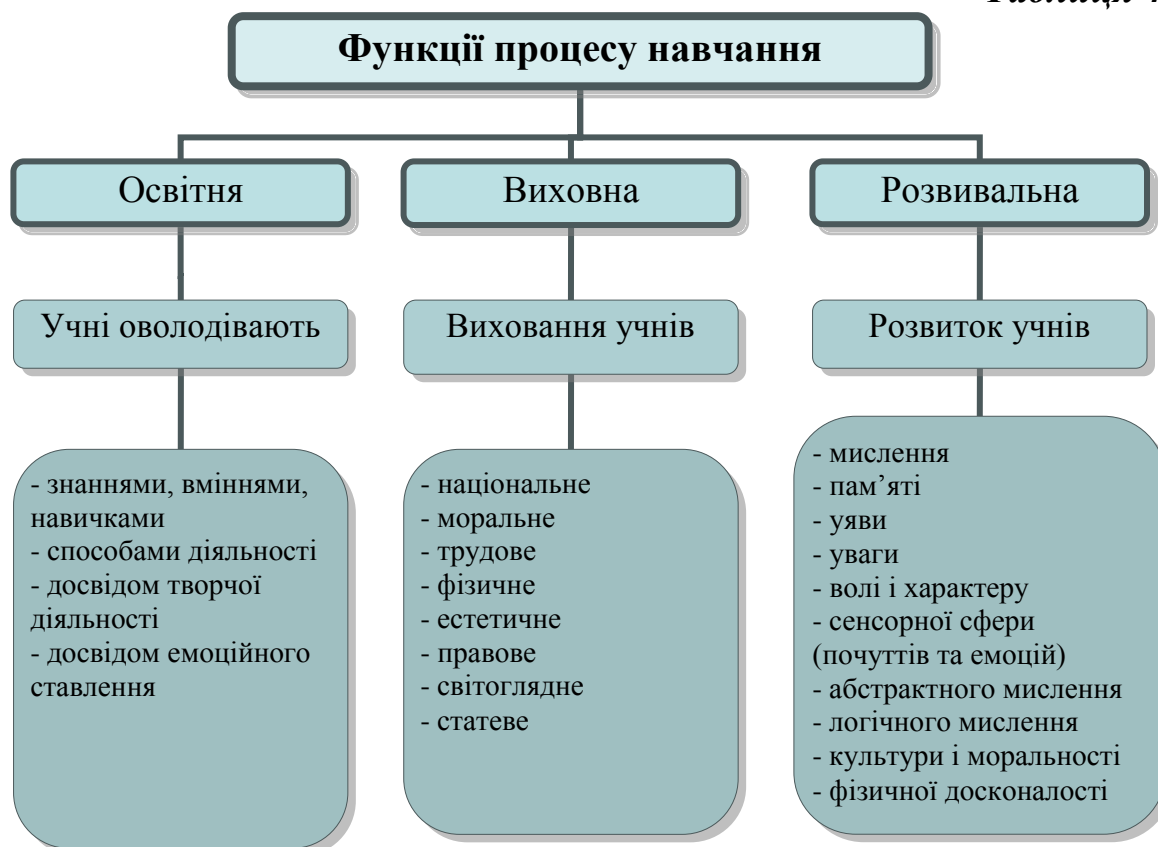 Функції процесу навчання
Освітня
Виховна
Розвивальна
Учні оволодівають
Виховання учнів
Розвиток учнів
- знаннями, вміннями,
навичками
- способами діяльності
- досвідом творчої
діяльності
- досвідом емоційного
ставлення
- національне
- моральне
- трудове
- фізичне
- естетичне
- правове
- світоглядне
- статеве
- мислення
- пам’яті
- уяви
- уваги
- волі і характеру
- сенсорної сфери
(почуттів та емоцій)
- абстрактного мислення
- логічного мислення
- культури і моральності
- фізичної досконалості